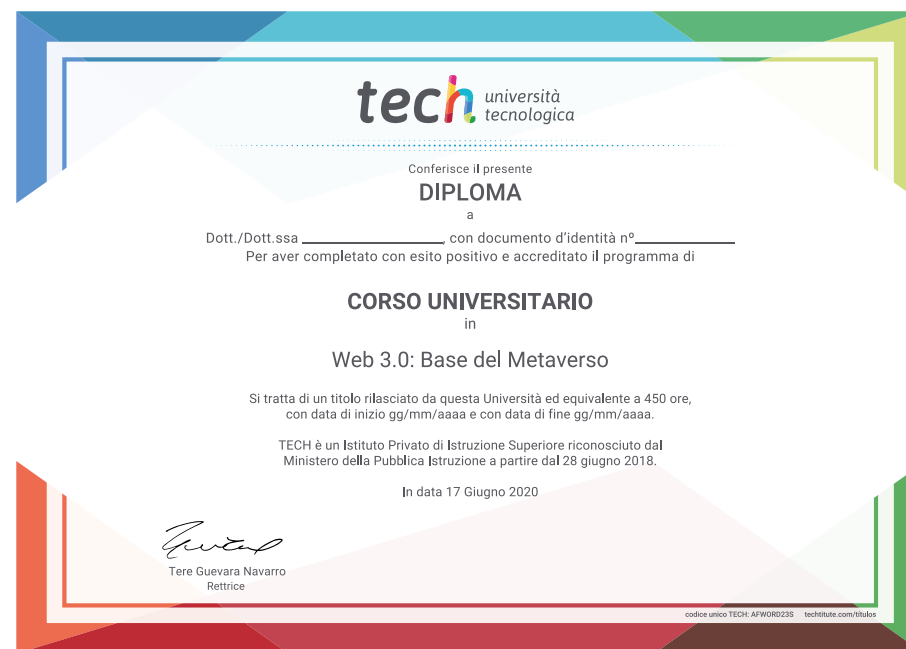 tech università
tecnologica
Conferisce il presente
DIPLOMA
a
Dott./Dott.ssa ____________________, con documento d'identità nº______________
Per aver completato con esito positivo e accreditato il programma di
CORSO UNIVERSITARIO
in
Web 3.0: Base del Metaverso
Si tratta di un titolo rilasciato da questa Università ed equivalente a 450 ore,
con data di inizio gg/mm/aaaa e con data di fine gg/mm/aaaa.
TECH è un Istituto Privato di Istruzione Superiore riconosciuto dal
Ministero della Pubblica Istruzione a partire dal 28 giugno 2018.
In data 17 Giugno 2020
Tere Guevara Navarro
Rettrice
codice unico TECH: AFWORD23S techtitute.com/titulos